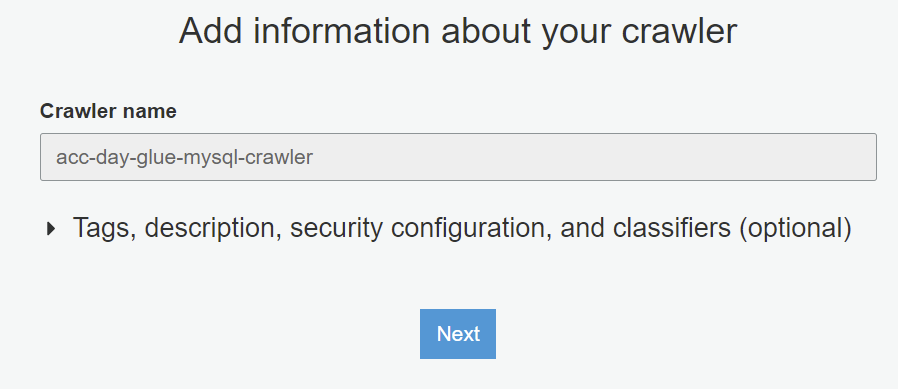 Add information about your crawler
Crawler name
acc-day-glue-mysql-crawler
Tags, description, security configuration, and classifiers (optional)
Next